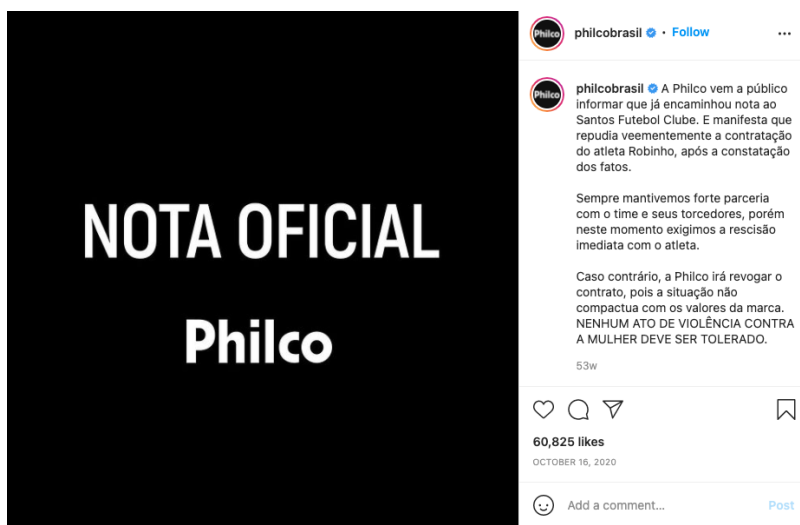 NOTA OFICIAL
Philco
Philco
philcobrasil • Follow
Philco
philcobrasil A Philco vem a público
informar que já encaminhou nota ao
Santos Futebol Clube. E manifesta que
repudia veementemente a contratação
do atleta Robinho, após a constatação
dos fatos.
Sempre mantivemos forte parceria
com o time e seus torcedores, porém
neste momento exigimos a rescisão
imediata com o atleta.
Caso contrário, a Philco irá revogar o
contrato, pois a situação não
compactua com os valores da marca.
NENHUM ATO DE VIOLÊNCIA CONTRA
A MULHER DEVE SER TOLERADO.
53w
60,825 likes
OCTOBER 16, 2020
Add a comment... Post